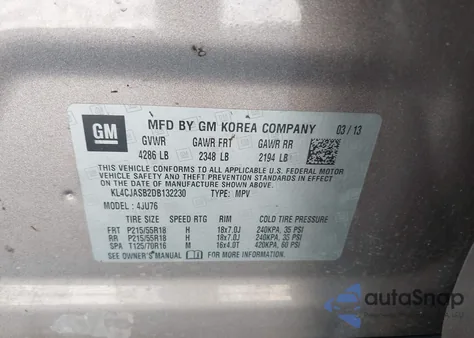 GM
MFD BY GM KOREA COMPANY 03/13
GVWR GAWR FRT GAWR RR
4286 LB 2348 LB 2194 LB
THIS VEHICLE CONFORMS TO ALL APPLICABLE
U.S. FEDERAL MOTOR VEHICLE SAFETY, BUMPER, AND THEFT PREVENTION STANDARDS IN EFFECT ON THE DATE OF MANUFACTURE SHOWN ABOVE.
KL4CJASB2DB132230 TYPE: MPV
MODEL: 4JU76
TIRE SIZE SPEED RTG RIM COLD TIRE PRESSURE
FRT P215/55R18 H 18x7.0J 240KPA, 35 PSI
RR P215/55R18 H 18x7.0J 240KPA, 35 PSI
SPA T125/70R16 M 16x4.0T 420KPA, 60 PSI
SEE OWNER'S MANUAL FOR MORE INFORMATION.
autoSnap